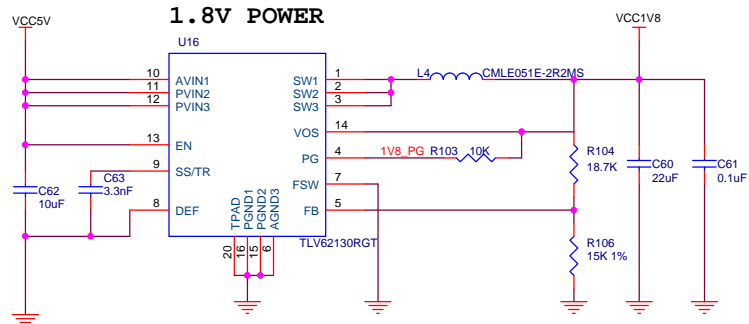 1.8V POWER
VCC5V
VCC1V8
U16
10 AVIN1 SW1 1 L4 CMLE051E-2R2MS
11 PVIN2 SW2 2
12 PVIN3 SW3 3
VOS 14
13 EN
1V8_PG R103 10K
PG 4
R104
18.7K
9 SS/TR
C63
3.3nF
FSW 7
C60
22uF
C61
0.1uF
C62
10uF
8 DEF FB 5
TPAD
PGND1
PGND2
AGND3
20
16
15
6
TLV62130RGT
R106
15K 1%